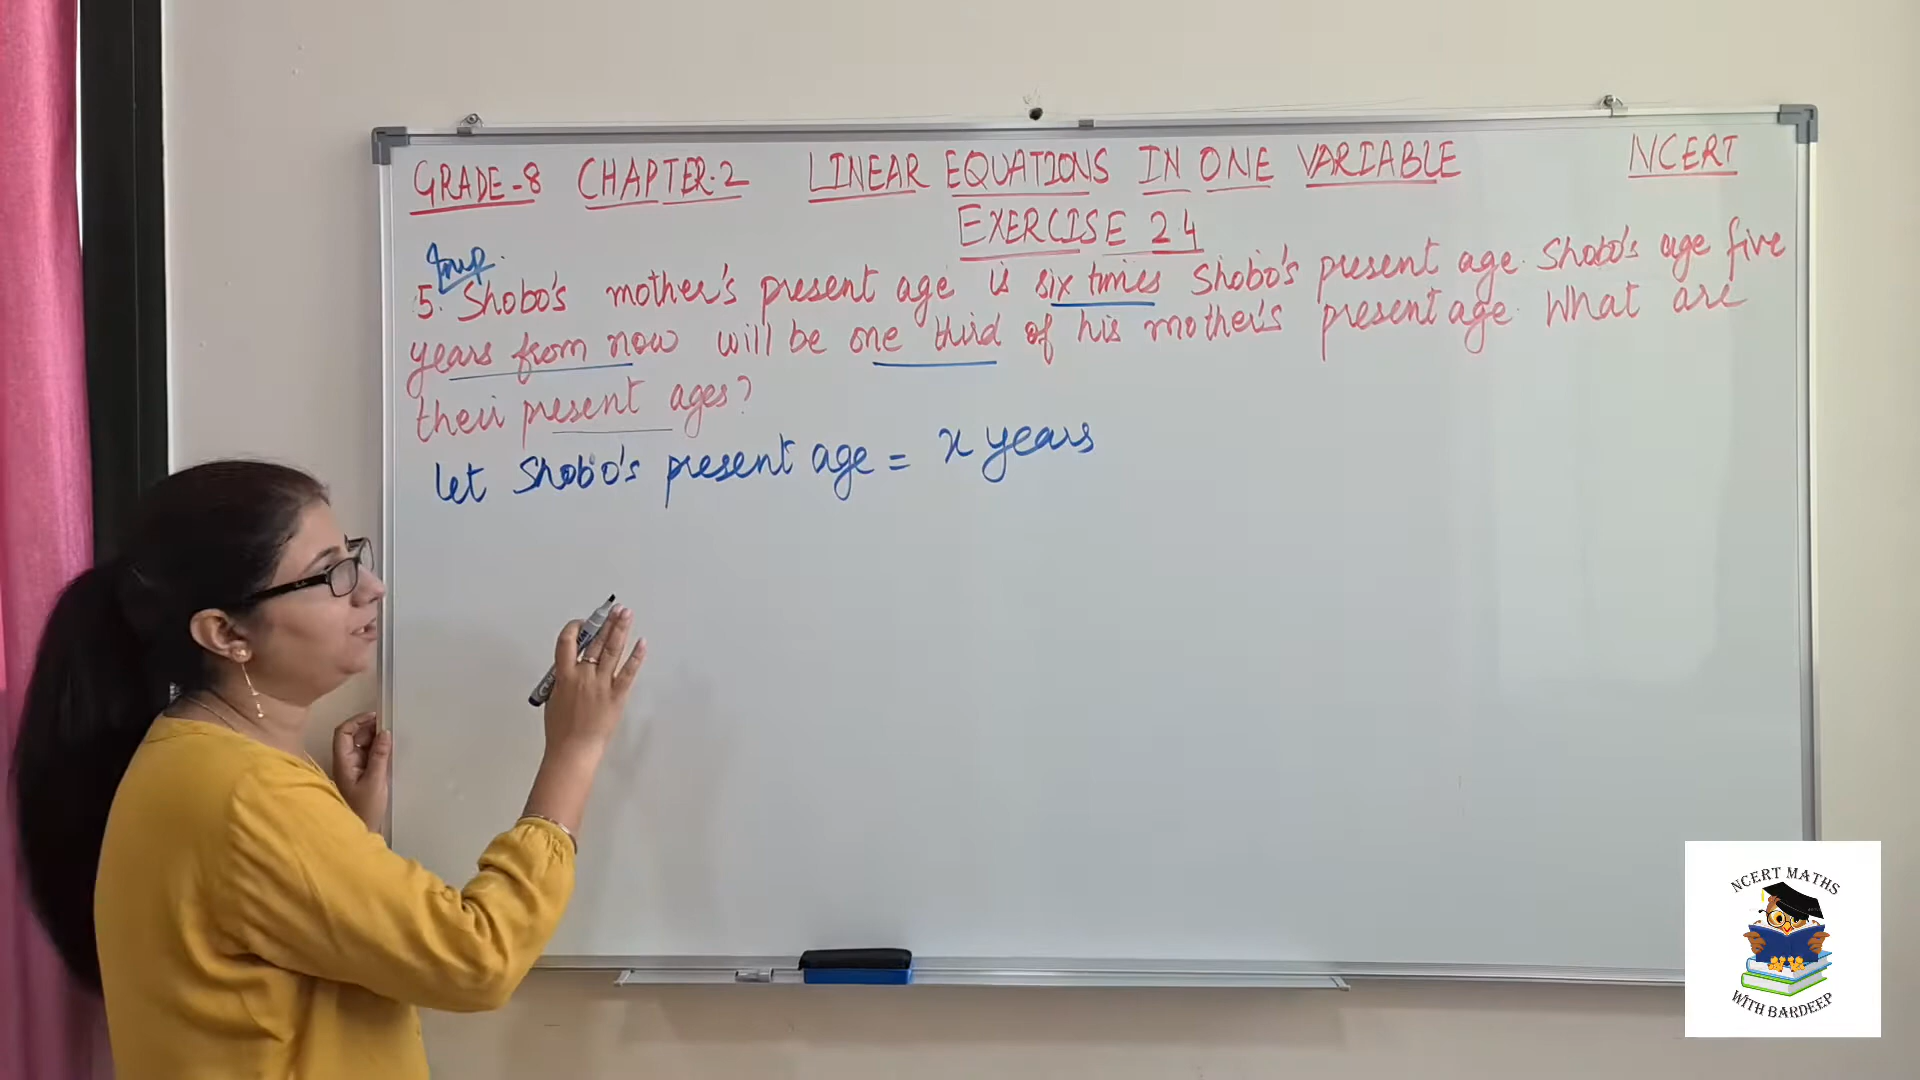 GRADE-8 CHAPTER.2 LINEAR EQUATIONS IN ONE VARIABLE NCERT
EXERCISE 2.4
Imp.
5. Shobo's mother's present age is six times Shobo's present age. Shobo's age five
years from now will be one third of his mother's present age. What are
their present ages?
let Shobo's present age = x years
NCERT MATHS
WITH BARDEEP